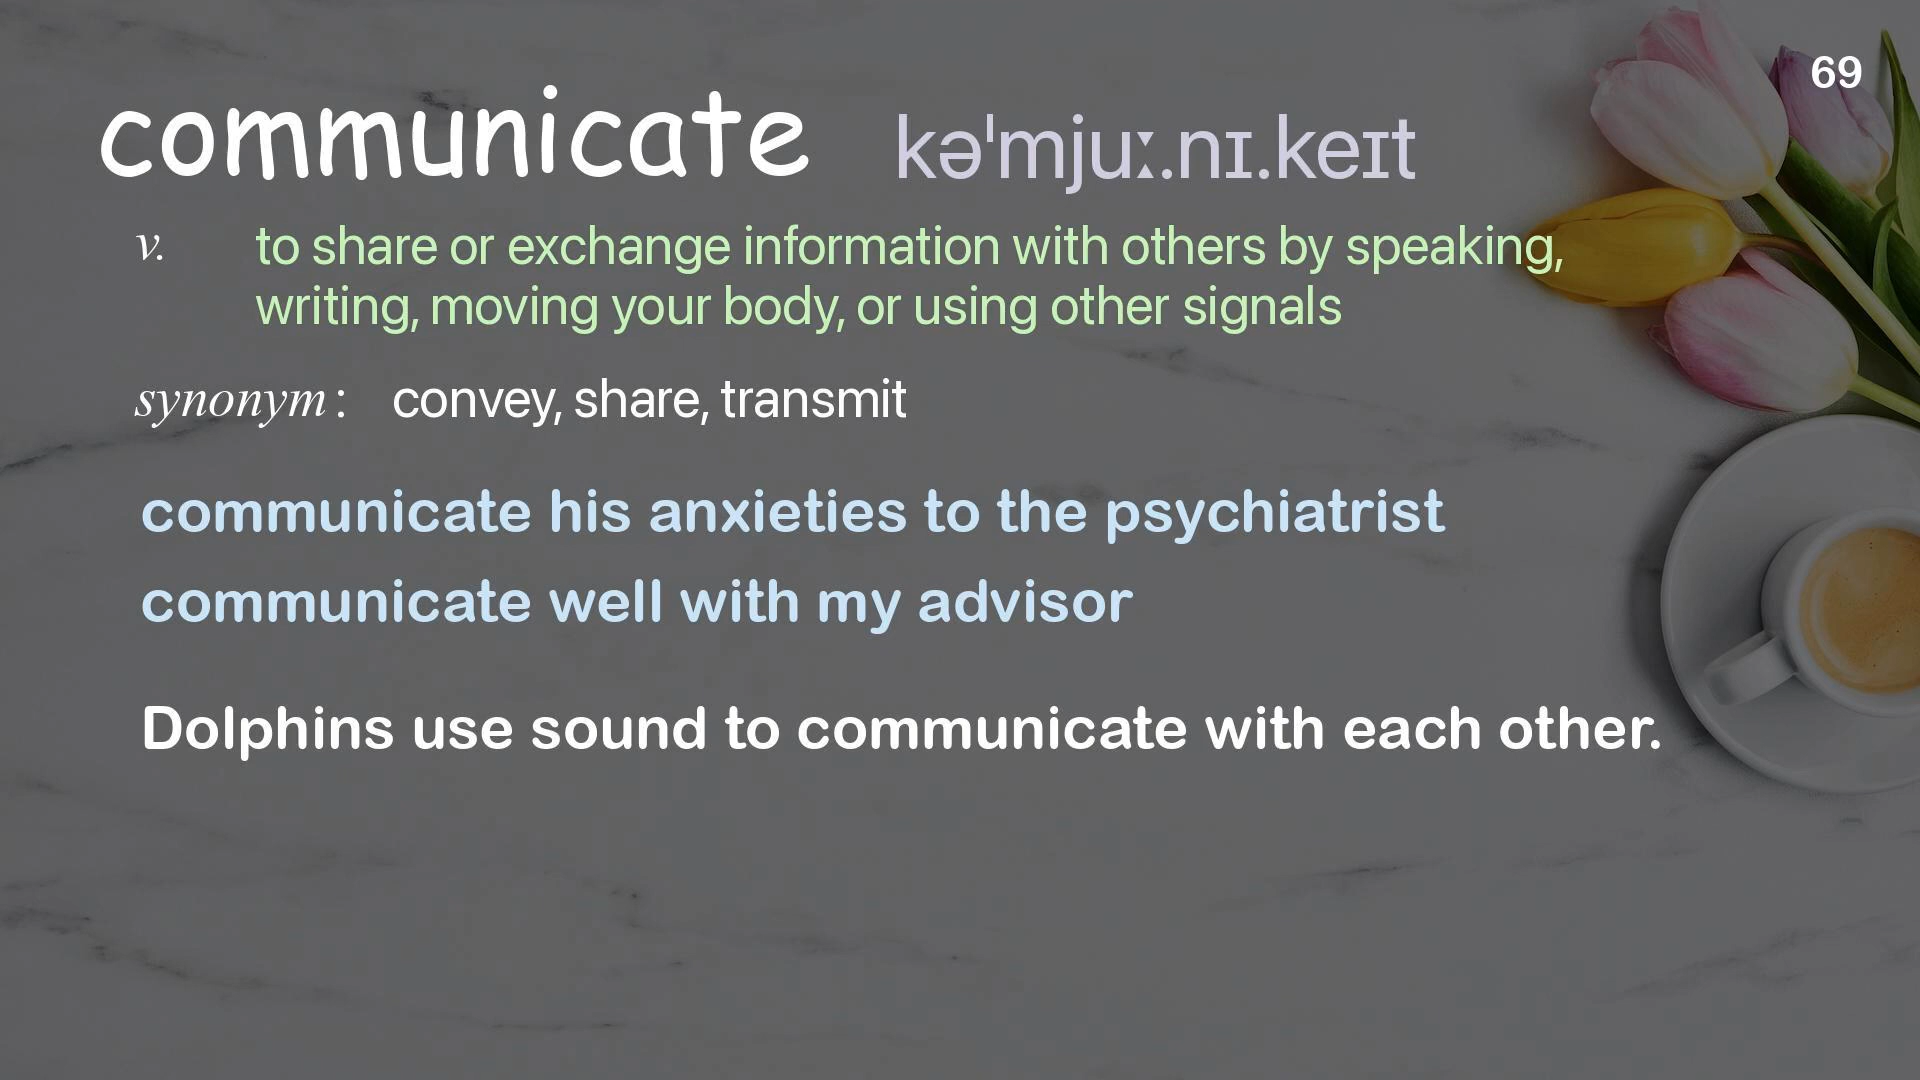 69
communicate kəˈmjuː.nɪ.keɪt
v. to share or exchange information with others by speaking,
writing, moving your body, or using other signals
synonym : convey, share, transmit
communicate his anxieties to the psychiatrist
communicate well with my advisor
Dolphins use sound to communicate with each other.